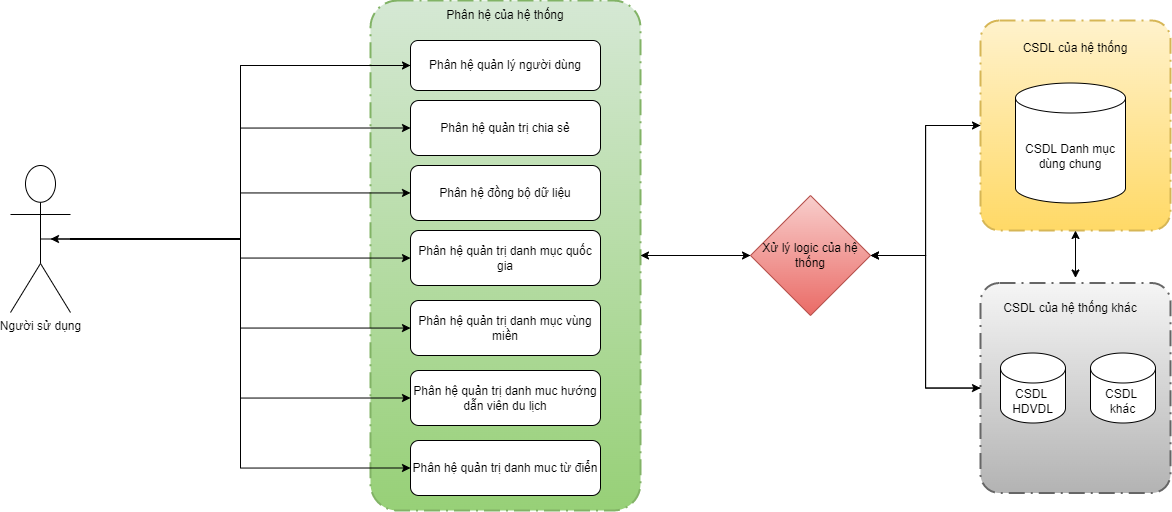 Phân hệ của hệ thống
Phân hệ quản lý người dùng
Phân hệ quản trị chia sẻ
Phân hệ đồng bộ dữ liệu
Phân hệ quản trị danh mục quốc
gia
Phân hệ quản trị danh mục vùng
miền
Phân hệ quản trị danh muc hướng
dẫn viên du lịch
Phân hệ quản trị danh muc từ điển
Người sử dụng
Xử lý logic của hệ
thống
CSDL của hệ thống
CSDL Danh mục
dùng chung
CSDL của hệ thống khác
CSDL
HDVDL
CSDL
khác